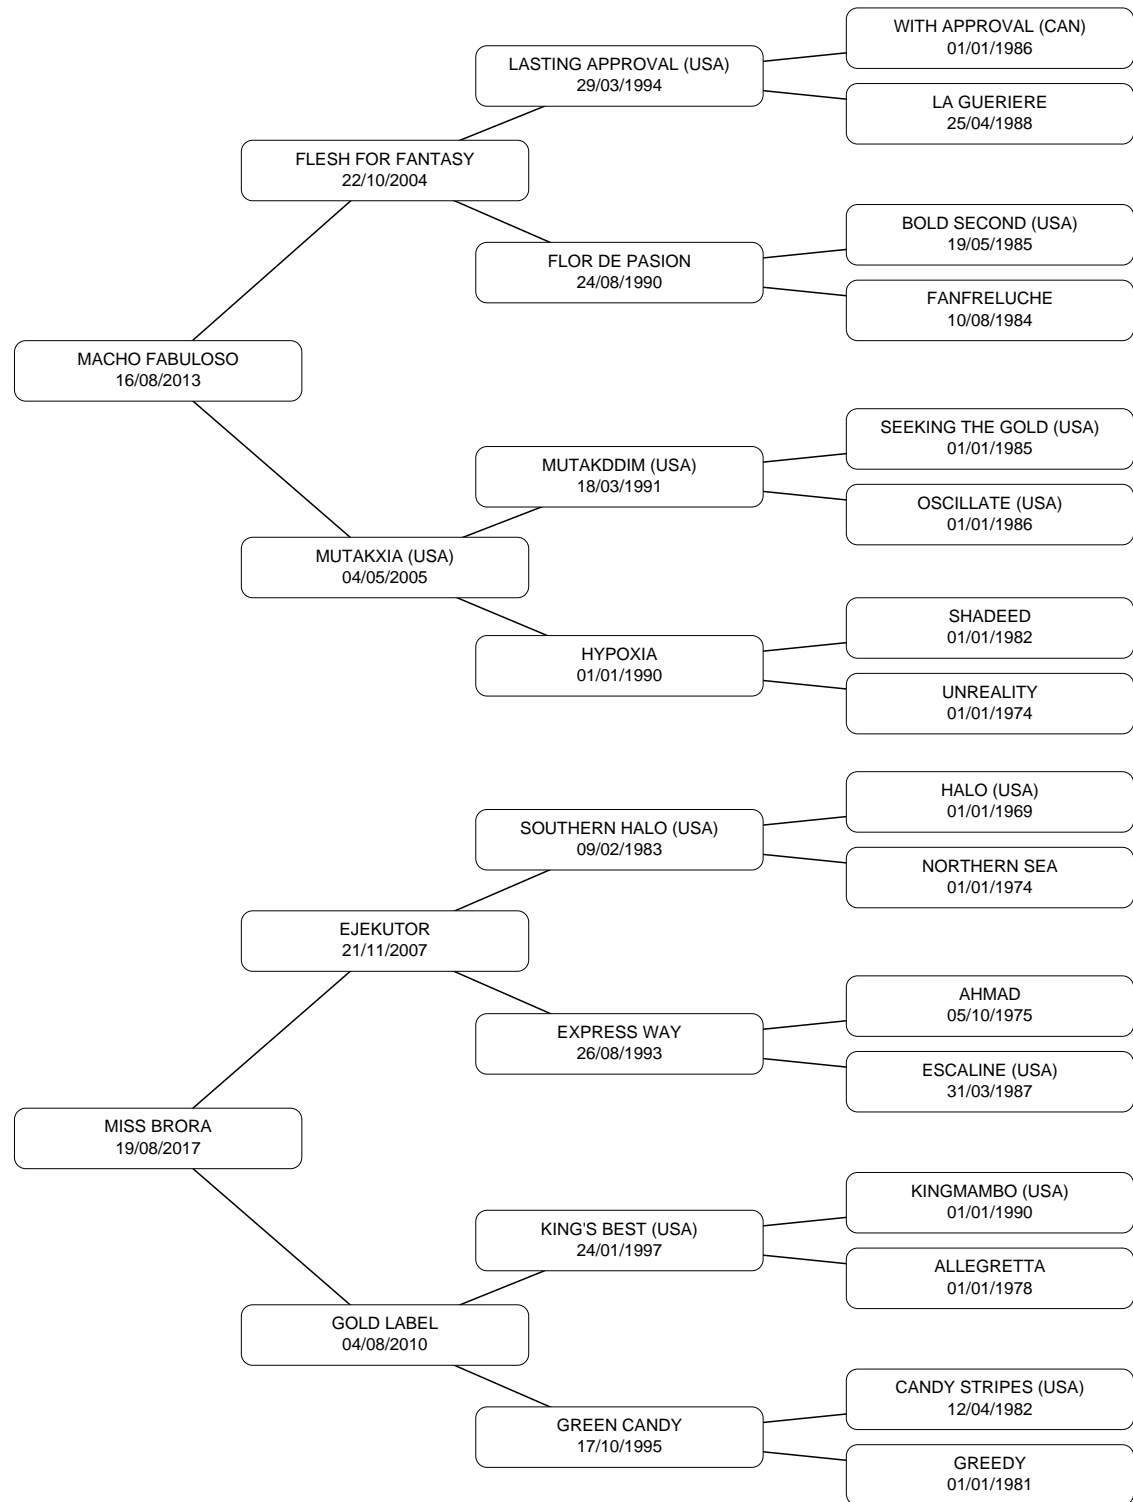 WITH APPROVAL (CAN)
01/01/1986
LASTING APPROVAL (USA)
29/03/1994
LA GUERIERE
25/04/1988
FLESH FOR FANTASY
22/10/2004
BOLD SECOND (USA)
19/05/1985
FLOR DE PASION
24/08/1990
FANFRELUCHE
10/08/1984
MACHO FABULOSO
16/08/2013
SEEKING THE GOLD (USA)
01/01/1985
MUTAKDDIM (USA)
18/03/1991
OSCILLATE (USA)
01/01/1986
MUTAKXIA (USA)
04/05/2005
SHADEED
01/01/1982
HYPOXIA
01/01/1990
UNREALITY
01/01/1974
HALO (USA)
01/01/1969
SOUTHERN HALO (USA)
09/02/1983
NORTHERN SEA
01/01/1974
EJEKUTOR
21/11/2007
AHMAD
05/10/1975
EXPRESS WAY
26/08/1993
ESCALINE (USA)
31/03/1987
MISS BRORA
19/08/2017
KINGMAMBO (USA)
01/01/1990
KING'S BEST (USA)
24/01/1997
ALLEGRETTA
01/01/1978
GOLD LABEL
04/08/2010
CANDY STRIPES (USA)
12/04/1982
GREEN CANDY
17/10/1995
GREEDY
01/01/1981